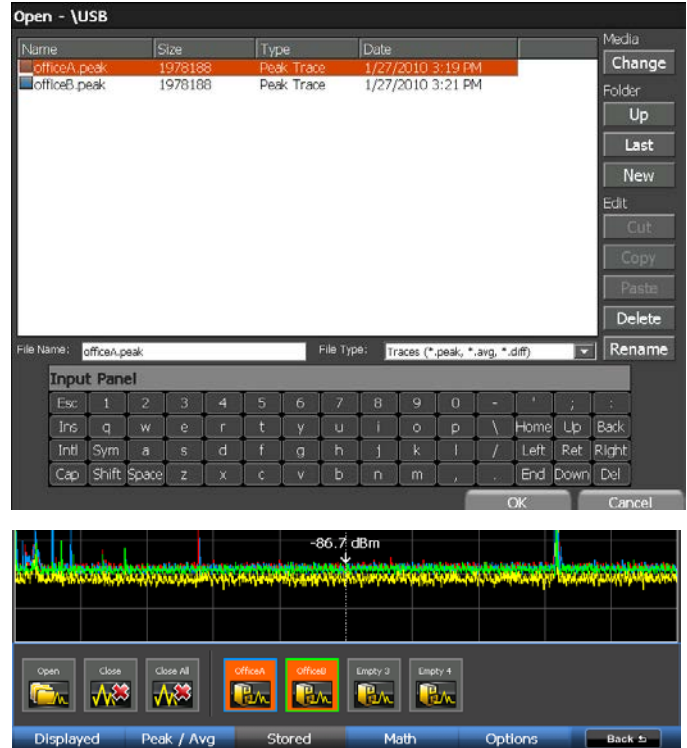 Open - \USB
Name Size Type Date
officeA.peak 1978188 Peak Trace 1/27/2010 3:19 PM
officeB.peak 1978188 Peak Trace 1/27/2010 3:21 PM
Media
Change
Folder
Up
Last
New
Edit
Cut
Copy
Paste
Delete
Rename
File Name: officeA.peak File Type: Traces (*.peak, *.avg, *.diff)
Input Panel
Esc 1 2 3 4 5 6 7 8 9 0 - ' ; :
Ins q w e r t y u i o p \ Home Up Back
Intl Sym a s d f g h j k l / Left Ret Right
Cap Shift Space z x c v b n m , . End Down Del
OK Cancel
-86.7 dBm
Open Close Close All OfficeA OfficeB Empty 3 Empty 4
Displayed Peak / Avg Stored Math Options Back